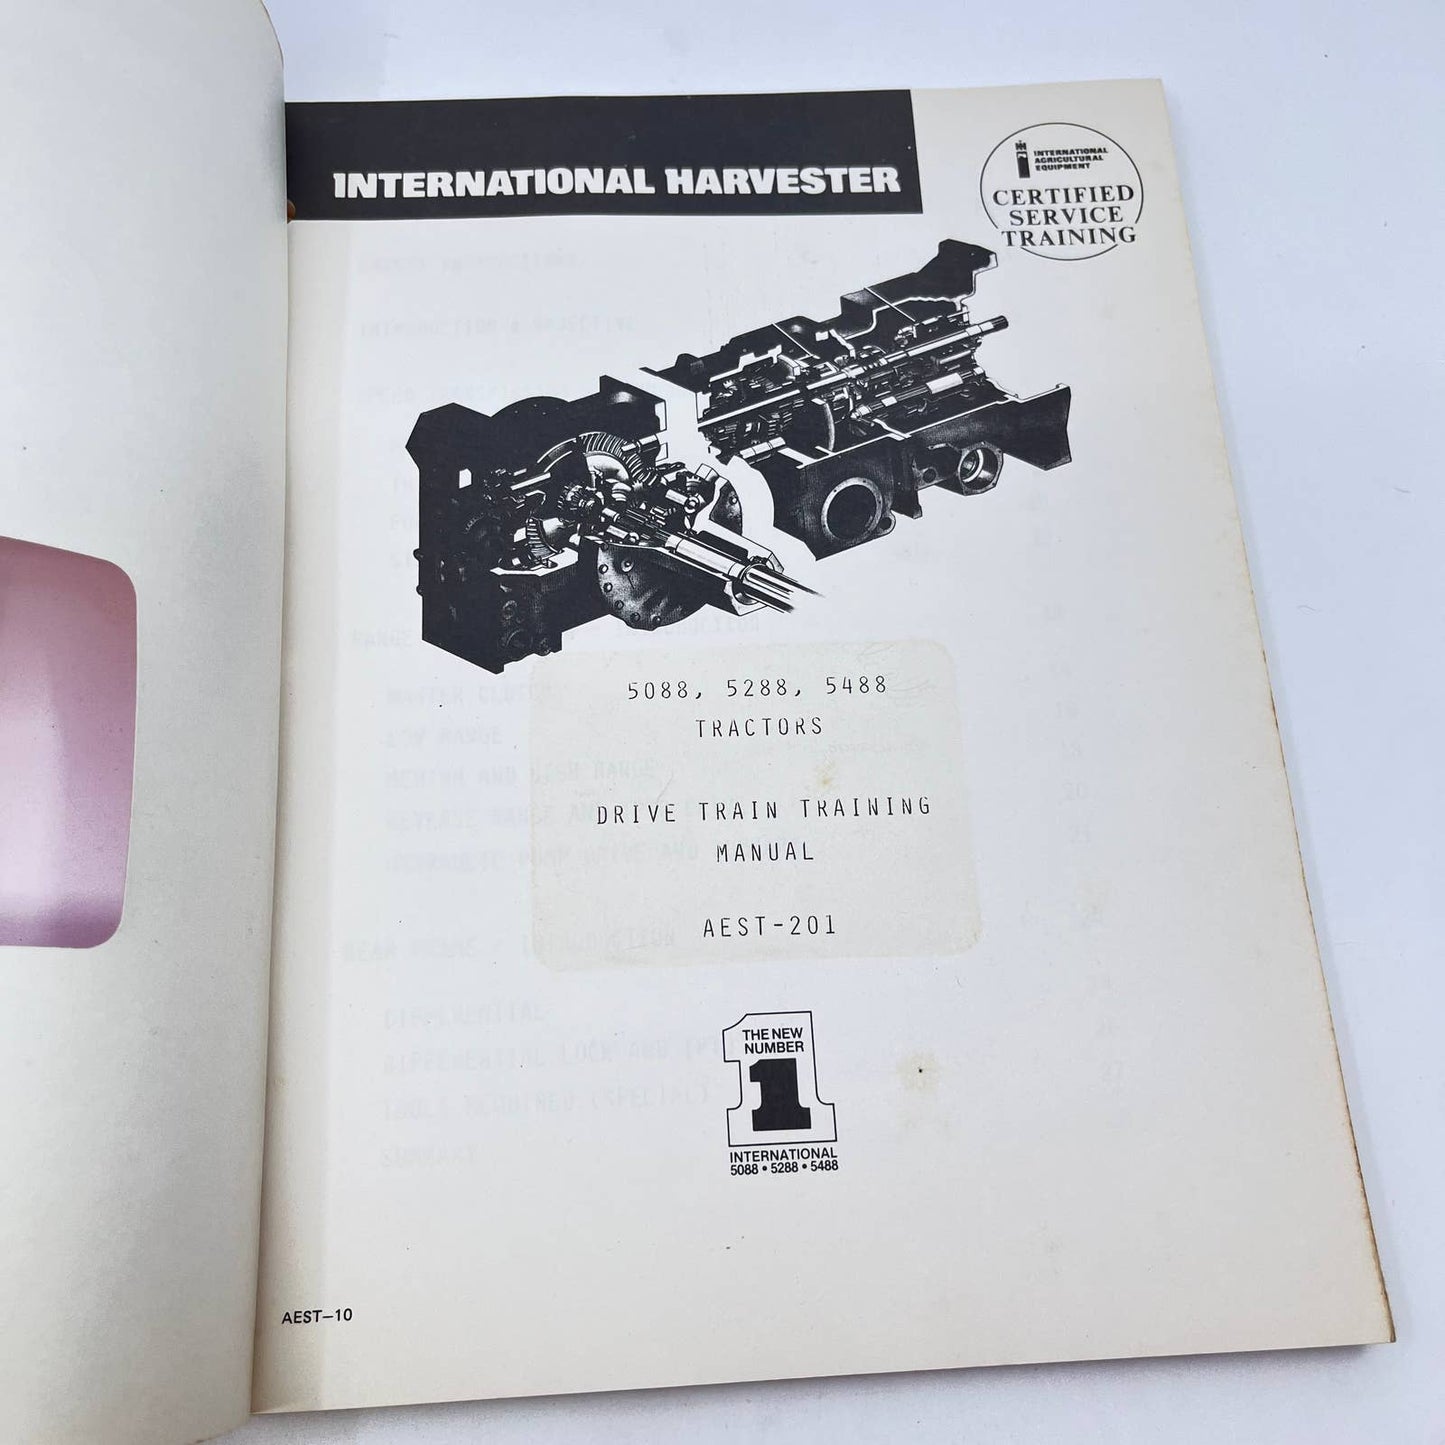 INTERNATIONAL HARVESTER
INTERNATIONAL
AGRICULTURAL
EQUIPMENT
CERTIFIED
SERVICE
TRAINING
5088, 5288, 5488
TRACTORS
DRIVE TRAIN TRAINING
MANUAL
AEST-201
THE NEW
NUMBER
1
INTERNATIONAL
5088 • 5288 • 5488
AEST–10